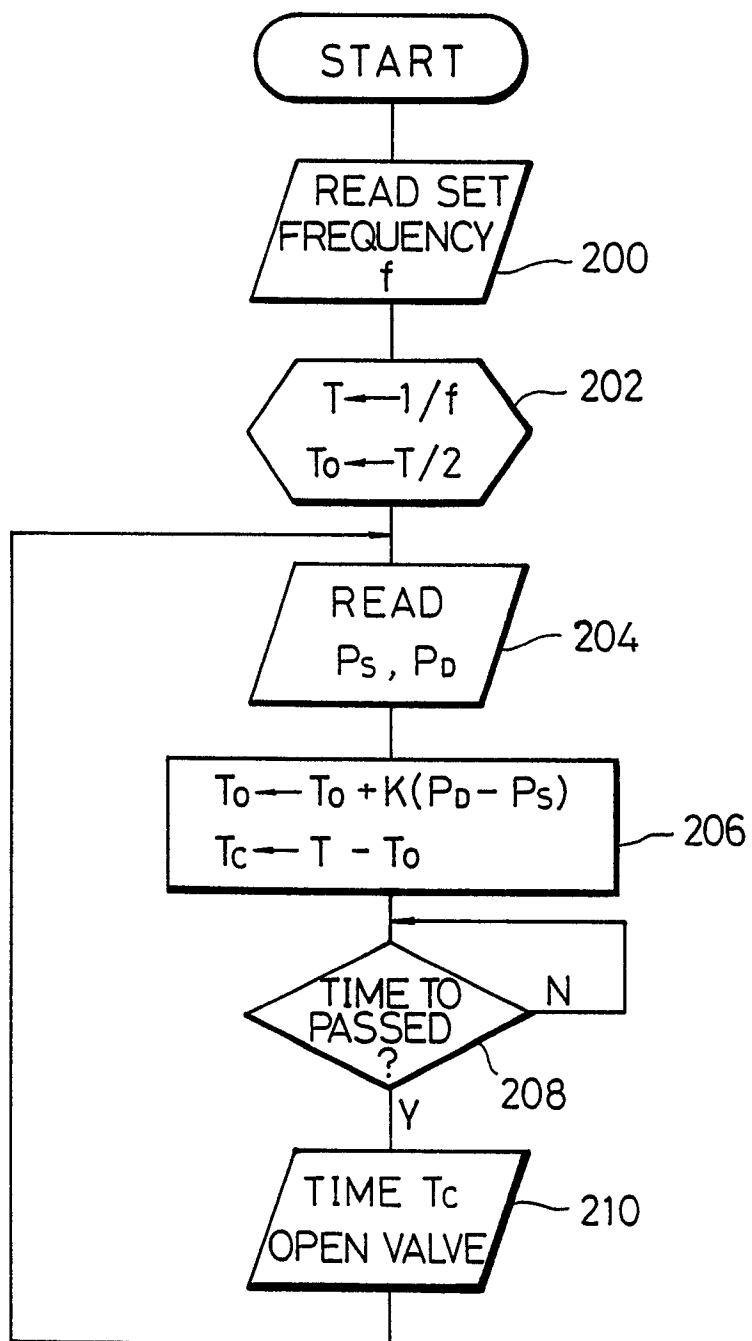 START
READ SET
FREQUENCY
f
200
T←1/f
To←T/2
202
READ
Ps, PD
204
To←To+K(PD-Ps)
Tc←T-To
206
TIME TO
PASSED
?
N
208
Y
TIME Tc
OPEN VALVE
210